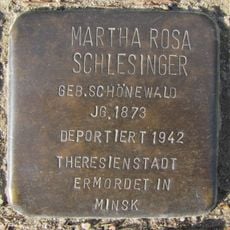 MARTHA ROSA
SCHLESINGER
GEB. SCHÖNEWALD
JG. 1873
DEPORTIERT 1942
THERESIENSTADT
ERMORDET IN
MINSK